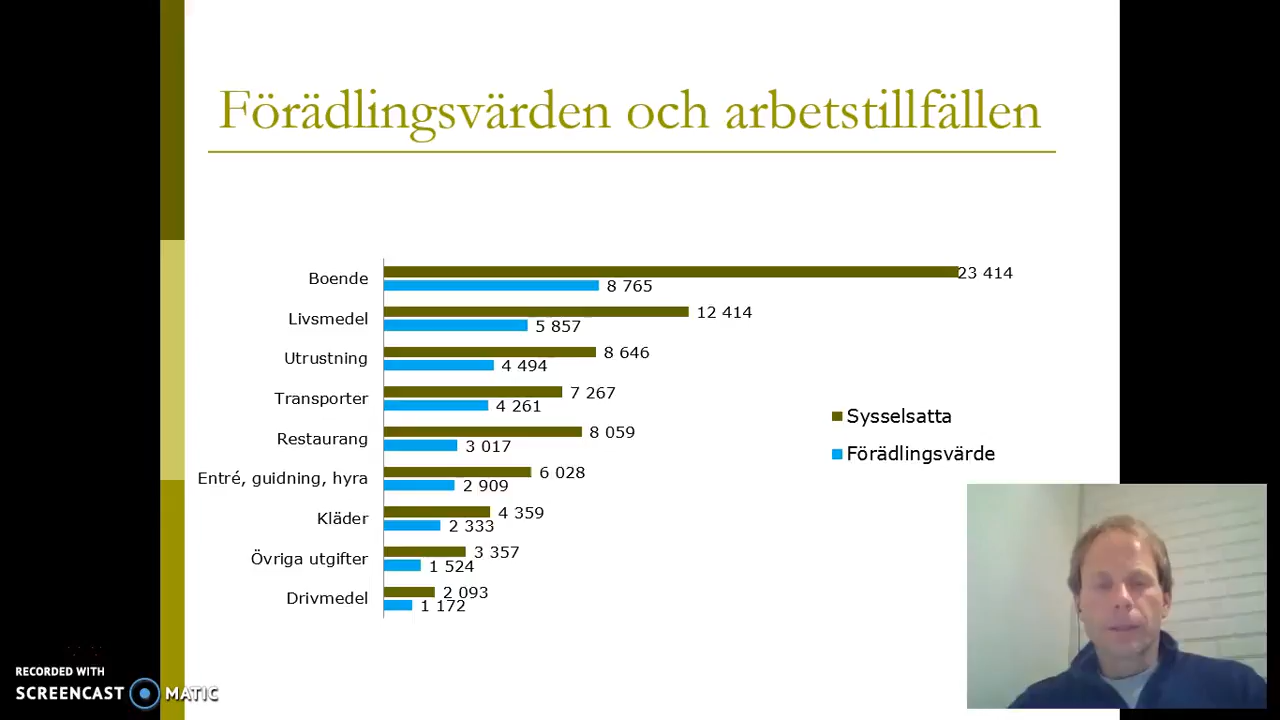 Förädlingsvärden och arbetstillfällen
Boende
23 414
8 765
Livsmedel
12 414
5 857
Utrustning
8 646
4 494
Transporter
7 267
4 261
Restaurang
8 059
3 017
Entré, guidning, hyra
6 028
2 909
Kläder
4 359
2 333
Övriga utgifter
3 357
1 524
Drivmedel
2 093
1 172
Sysselsatta
Förädlingsvärde
RECORDED WITH
SCREENCAST MATIC